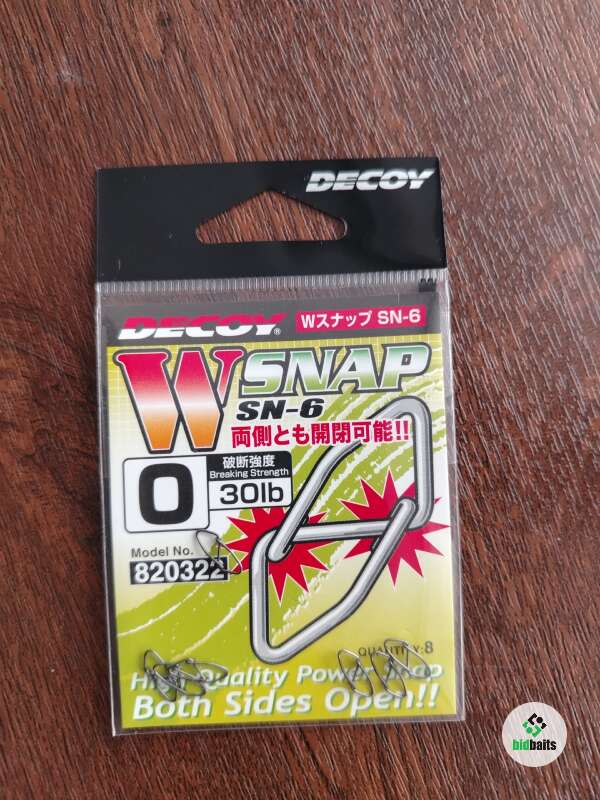 DECOY
DECOY®
Wスナップ SN-6
W SNAP
SN-6
両側とも開閉可能!!
0
破断強度
Breaking Strength
30lb
Model No.
820322
QUANTITY:8
High Quality Power Snap
Both Sides Open!!
bidbaits